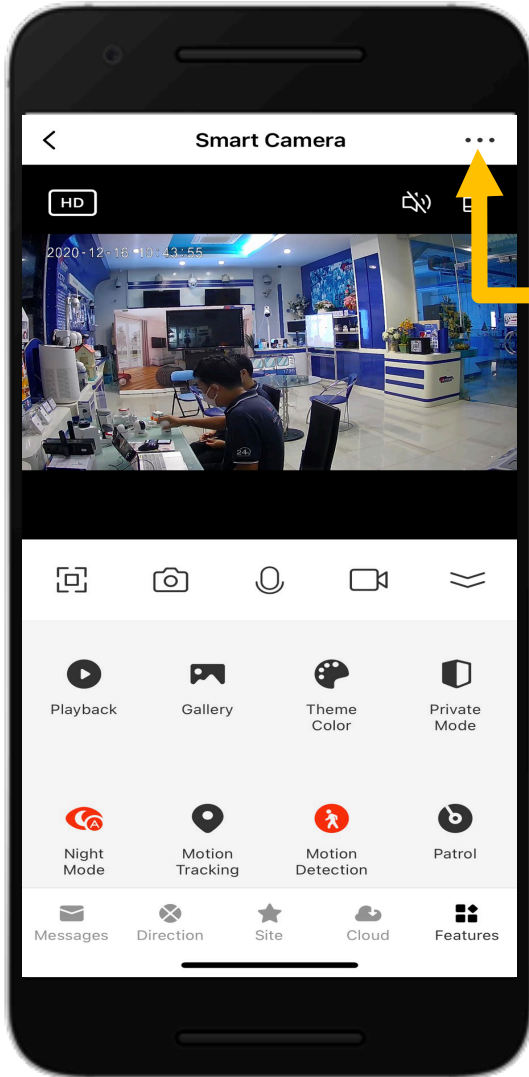 Smart Camera
HD
2020-12-16 10:43:55
24
Playback
Gallery
Theme
Color
Private
Mode
Night
Mode
Motion
Tracking
Motion
Detection
Patrol
Messages
Direction
Site
Cloud
Features